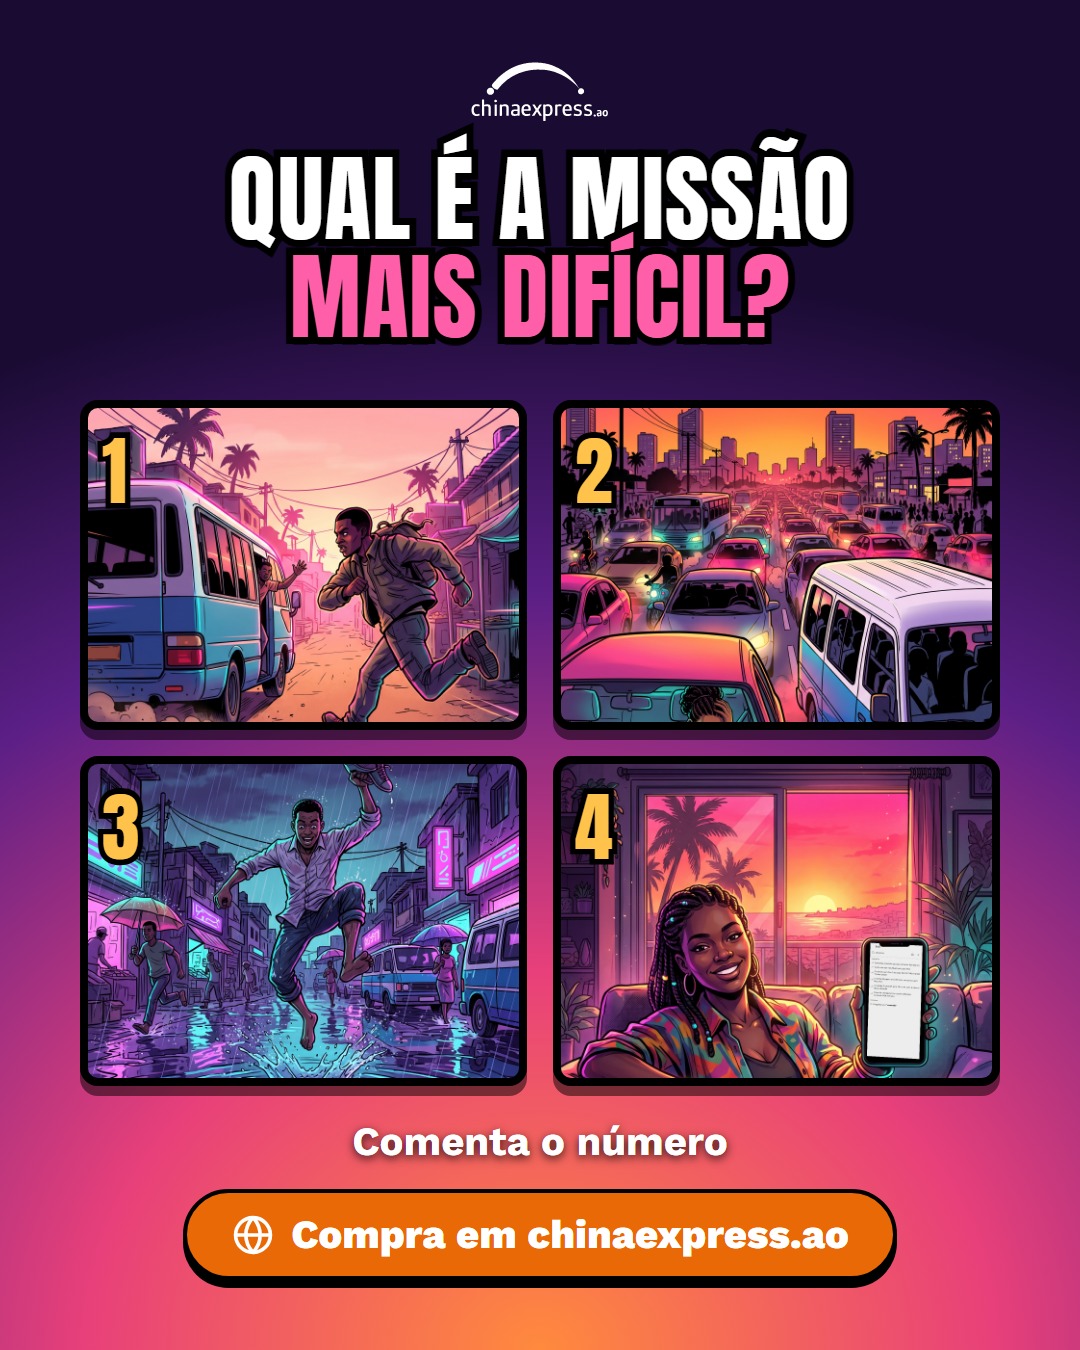 chinaexpress.ao
QUAL É A MISSÃO
MAIS DIFÍCIL?
1
2
3
4
Comenta o número
Compra em chinaexpress.ao